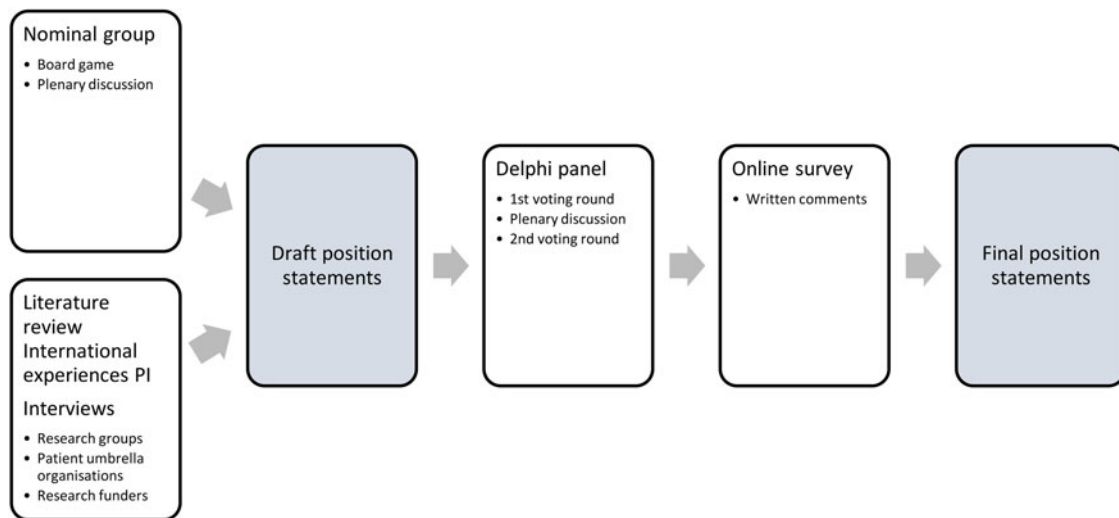 Nominal group
• Board game
• Plenary discussion
Literature
review
International
experiences PI
Interviews
• Research groups
• Patient umbrella
organisations
• Research funders
Draft position
statements
Delphi panel
• 1st voting round
• Plenary discussion
• 2nd voting round
Online survey
• Written comments
Final position
statements